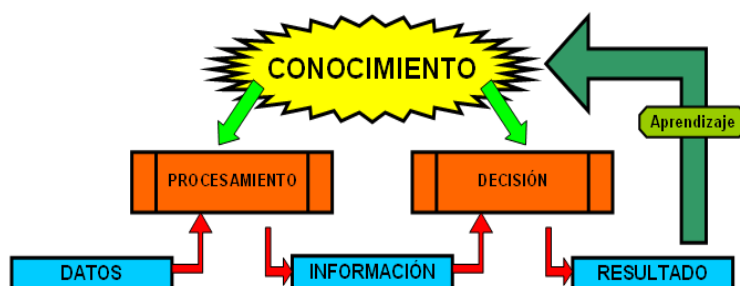 CONOCIMIENTO
Aprendizaje
PROCESAMIENTO
DECISIÓN
DATOS
INFORMACIÓN
RESULTADO